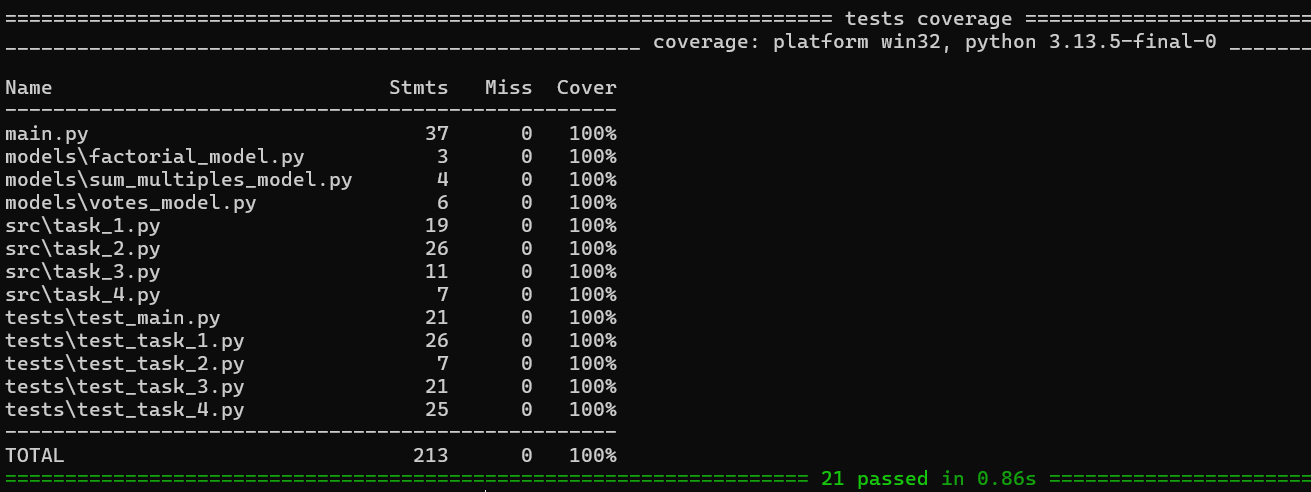 ===================================================================== tests coverage ========================
_____________________________________________________ coverage: platform win32, python 3.13.5-final-0 _______
Name                            Stmts   Miss  Cover
---------------------------------------------------
main.py                            37      0   100%
models\factorial_model.py           3      0   100%
models\sum_multiples_model.py       4      0   100%
models\votes_model.py               6      0   100%
src\task_1.py                      19      0   100%
src\task_2.py                      26      0   100%
src\task_3.py                      11      0   100%
src\task_4.py                       7      0   100%
tests\test_main.py                 21      0   100%
tests\test_task_1.py               26      0   100%
tests\test_task_2.py                7      0   100%
tests\test_task_3.py               21      0   100%
tests\test_task_4.py               25      0   100%
---------------------------------------------------
TOTAL                             213      0   100%
=================================================================== 21 passed in 0.86s ======================